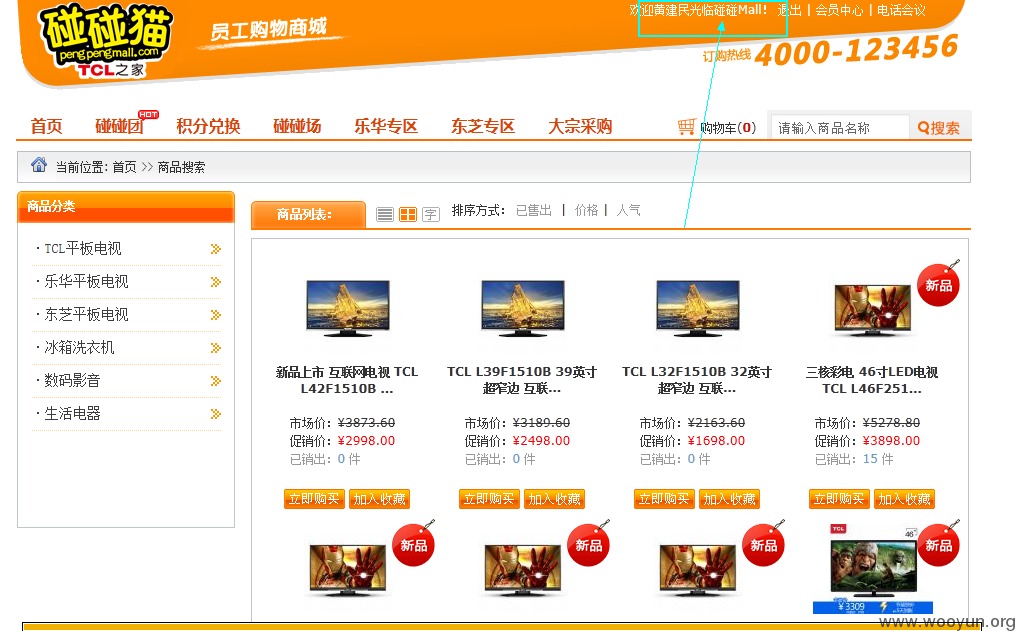 欢迎黄建民光临碰碰Mall! 退出 | 会员中心 | 电话会议
碰碰猫
pengpengmall.com
TCL之家
员工购物商城
订购热线 4000-123456
首页 碰碰团 HOT 积分兑换 碰碰场 乐华专区 东芝专区 大宗采购 购物车(0) 请输入商品名称 搜索
当前位置: 首页 >> 商品搜索
商品分类
· TCL平板电视
· 乐华平板电视
· 东芝平板电视
· 冰箱洗衣机
· 数码影音
· 生活电器
商品列表: 字 排序方式: 已售出 | 价格 | 人气
新品
新品上市 互联网电视 TCL
L42F1510B ...
市场价: ¥3873.60
促销价: ¥2998.00
已销出: 0 件
立即购买 加入收藏
TCL L39F1510B 39英寸
超窄边 互联...
市场价: ¥3189.60
促销价: ¥2498.00
已销出: 0 件
立即购买 加入收藏
TCL L32F1510B 32英寸
超窄边 互联...
市场价: ¥2163.60
促销价: ¥1698.00
已销出: 0 件
立即购买 加入收藏
三核彩电 46寸LED电视
TCL L46F251...
市场价: ¥5278.80
促销价: ¥3898.00
已销出: 15 件
立即购买 加入收藏
新品
新品
新品
新品
TCL
46"
¥3309
www.wooyun.org